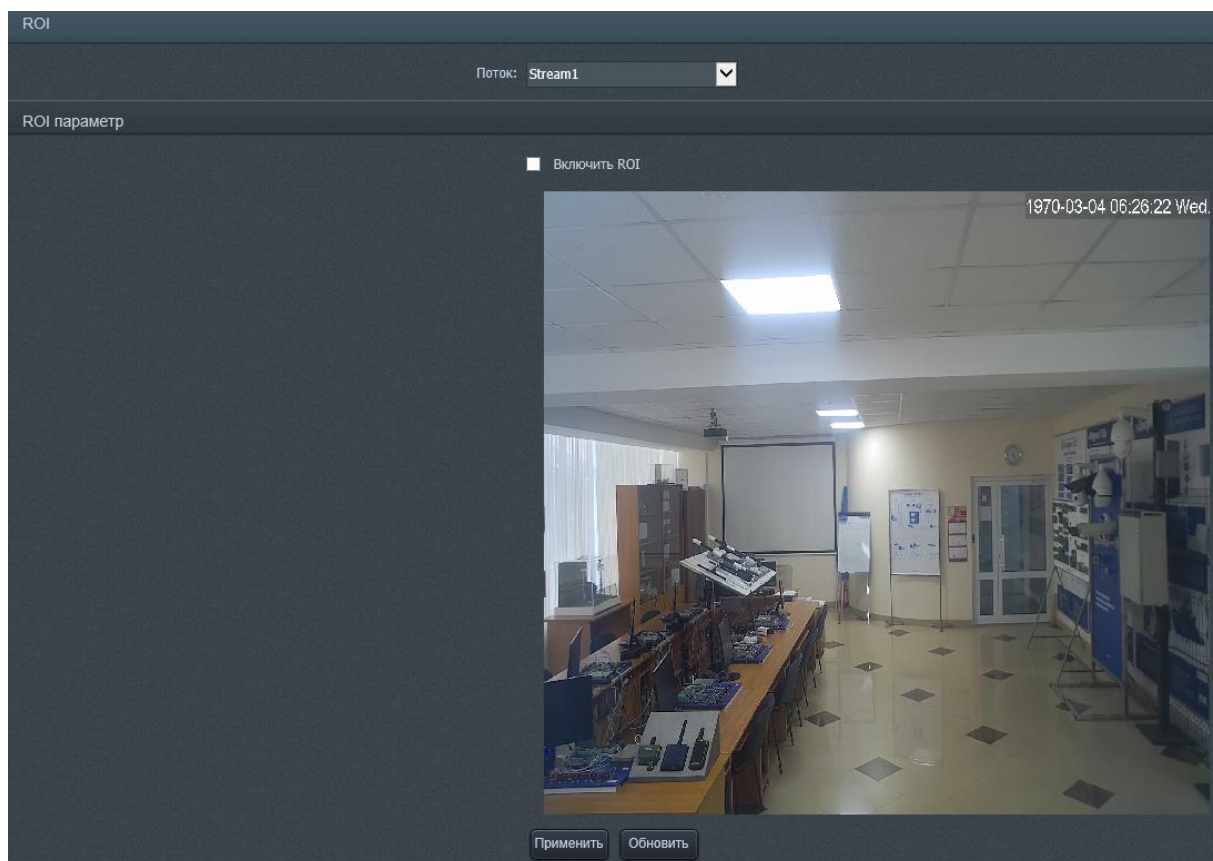 ROI
Поток: Stream1
ROI параметр
Включить ROI
1970-03-04 06:26:22 Wed.
Применить Обновить